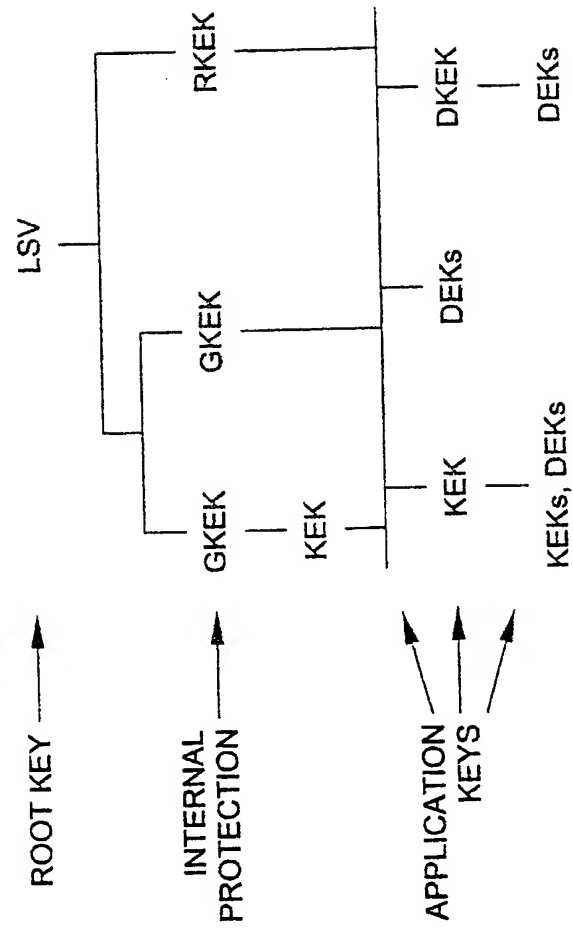 LSV
ROOT KEY
GKEK GKEK RKEK
INTERNAL
PROTECTION
KEK
KEK DEKs DKEK
APPLICATION
KEYS
KEKs, DEKs DEKs